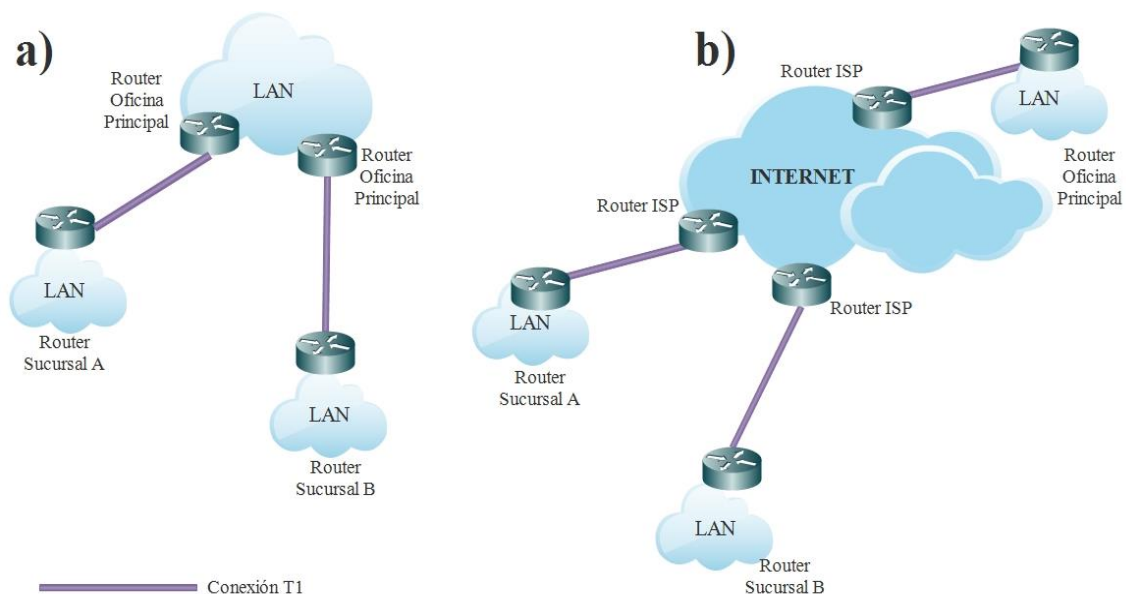 a)
Router
Oficina
Principal
LAN
Router
Oficina
Principal
LAN
Router
Sucursal A
LAN
Router
Sucursal B
Conexión T1
b)
Router ISP
LAN
Router
Oficina
Principal
INTERNET
Router ISP
Router ISP
LAN
Router
Sucursal A
LAN
Router
Sucursal B